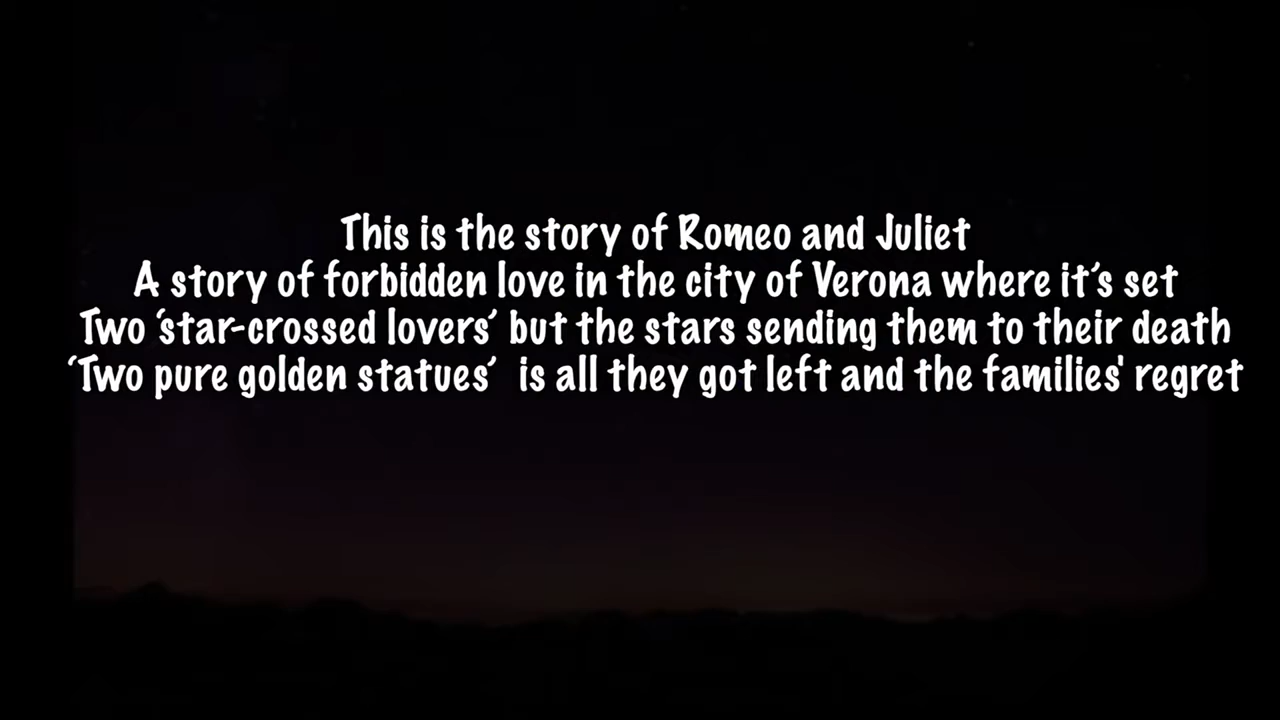 This is the story of Romeo and Juliet
A story of forbidden love in the city of Verona where it’s set
Two ‘star-crossed lovers’ but the stars sending them to their death
‘Two pure golden statues’  is all they got left and the families' regret